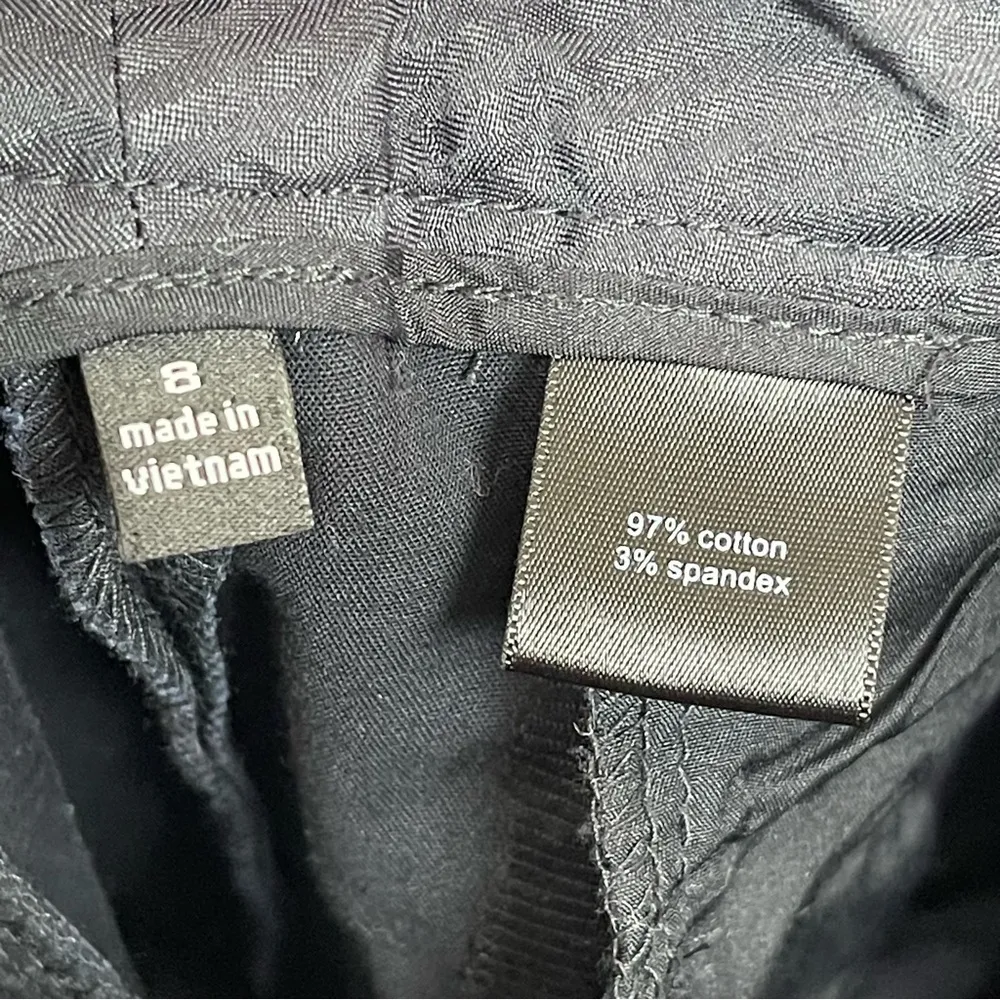 8
made in
vietnam
97% cotton
3% spandex